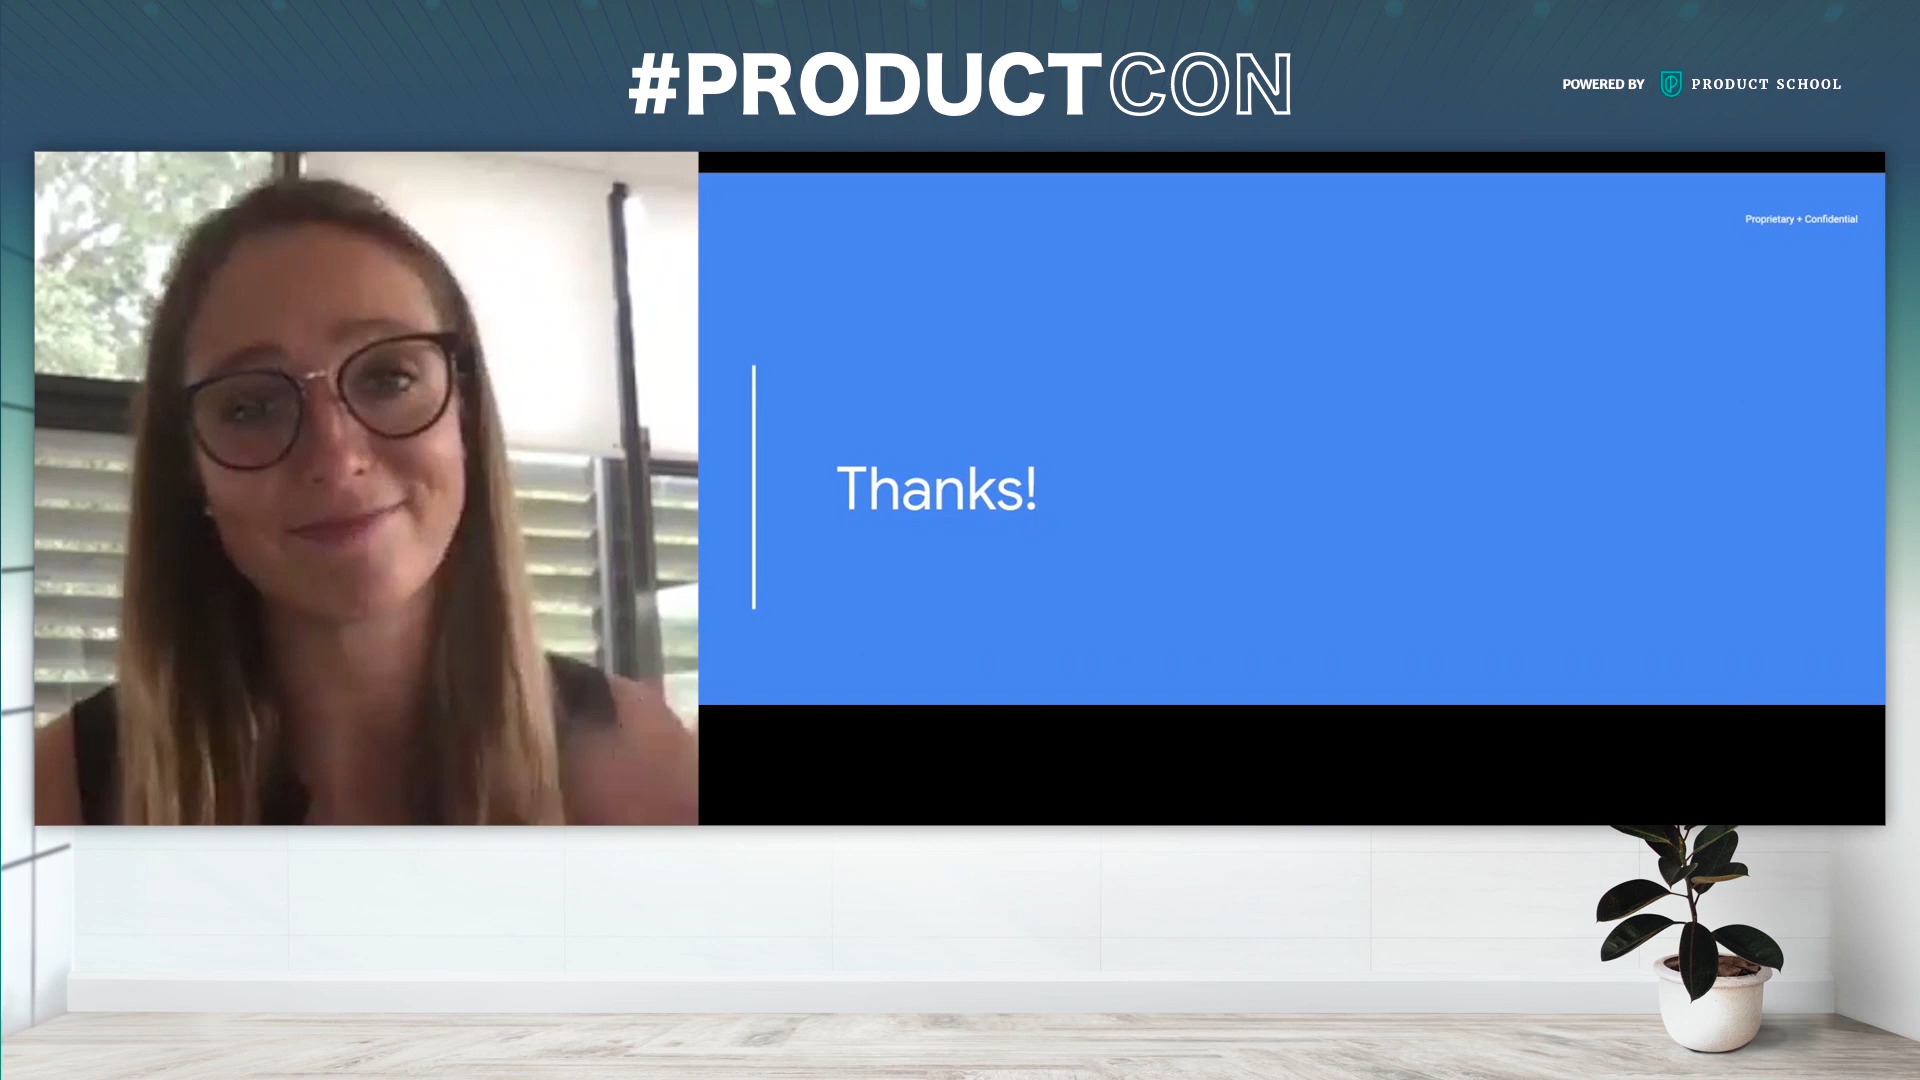 #PRODUCTCON
POWERED BY PRODUCT SCHOOL
Proprietary + Confidential
Thanks!